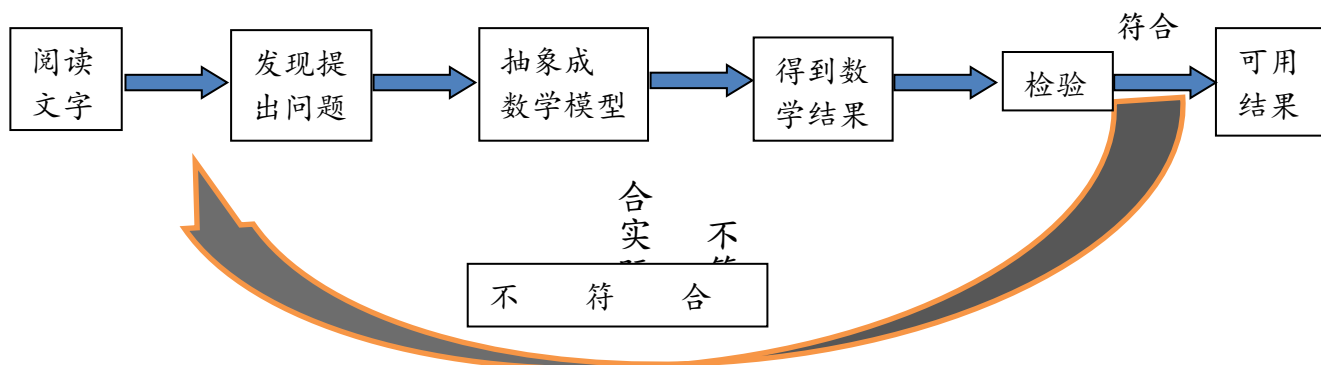 阅读
文字
发现提
出问题
抽象成
数学模型
得到数
学结果
检验
符合
可用
结果
合
实
不
不 符 合